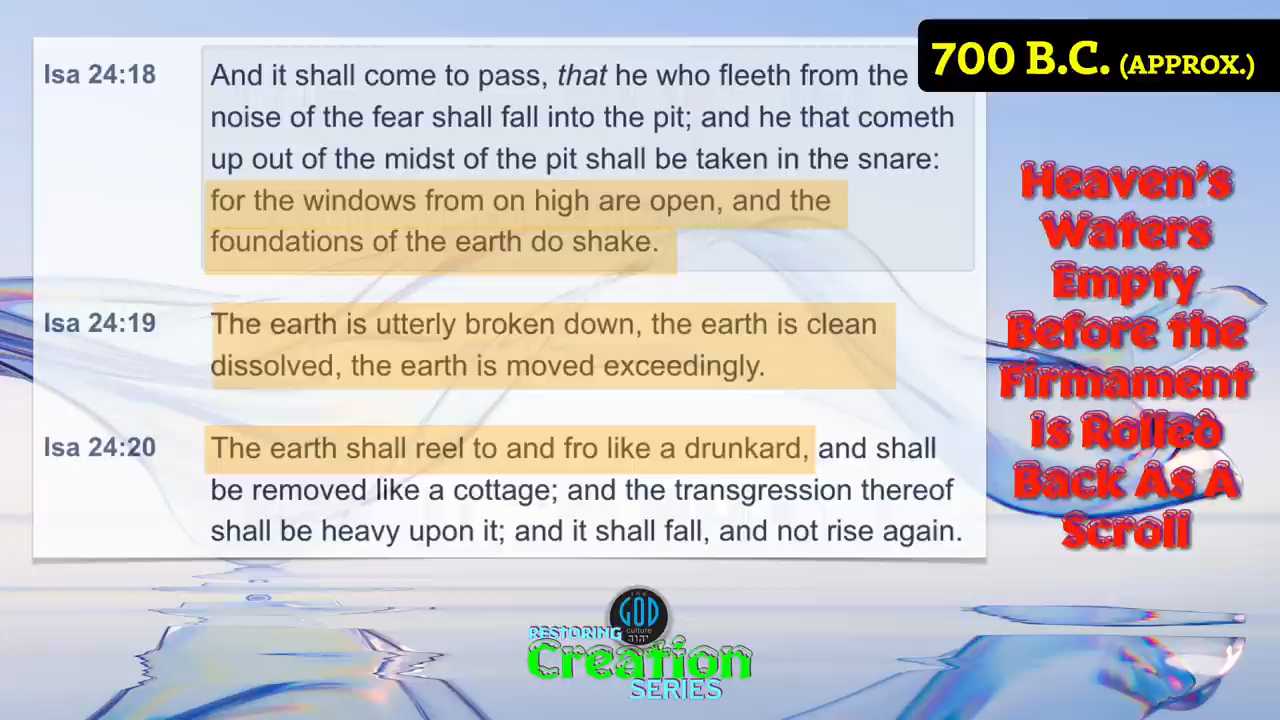 700 B.C. (APPROX.)
Isa 24:18 And it shall come to pass, that he who fleeth from the
noise of the fear shall fall into the pit; and he that cometh
up out of the midst of the pit shall be taken in the snare:
for the windows from on high are open, and the
foundations of the earth do shake.
Isa 24:19 The earth is utterly broken down, the earth is clean
dissolved, the earth is moved exceedingly.
Isa 24:20 The earth shall reel to and fro like a drunkard, and shall
be removed like a cottage; and the transgression thereof
shall be heavy upon it; and it shall fall, and not rise again.
Heaven's
Waters
Empty
Before the
Firmament
is Rolled
Back As A
Scroll
THE
GOD
culture
יהוה
RESTORING
Creation
SERIES